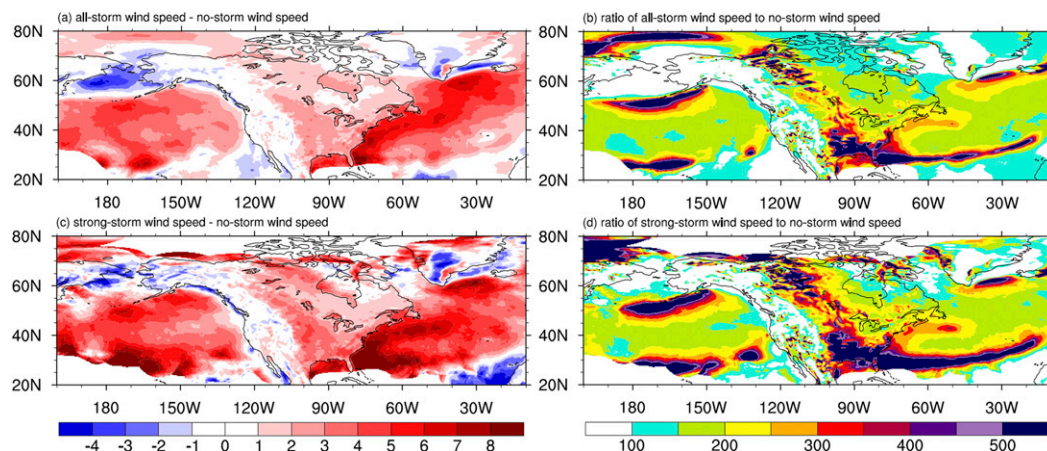 (a) all-storm wind speed - no-storm wind speed
(b) ratio of all-storm wind speed to no-storm wind speed
80N
60N
40N
20N
180 150W 120W 90W 60W 30W
80N
60N
40N
20N
180 150W 120W 90W 60W 30W
(c) strong-storm wind speed - no-storm wind speed
(d) ratio of strong-storm wind speed to no-storm wind speed
80N
60N
40N
20N
180 150W 120W 90W 60W 30W
80N
60N
40N
20N
180 150W 120W 90W 60W 30W
-4 -3 -2 -1 0 1 2 3 4 5 6 7 8
100 200 300 400 500